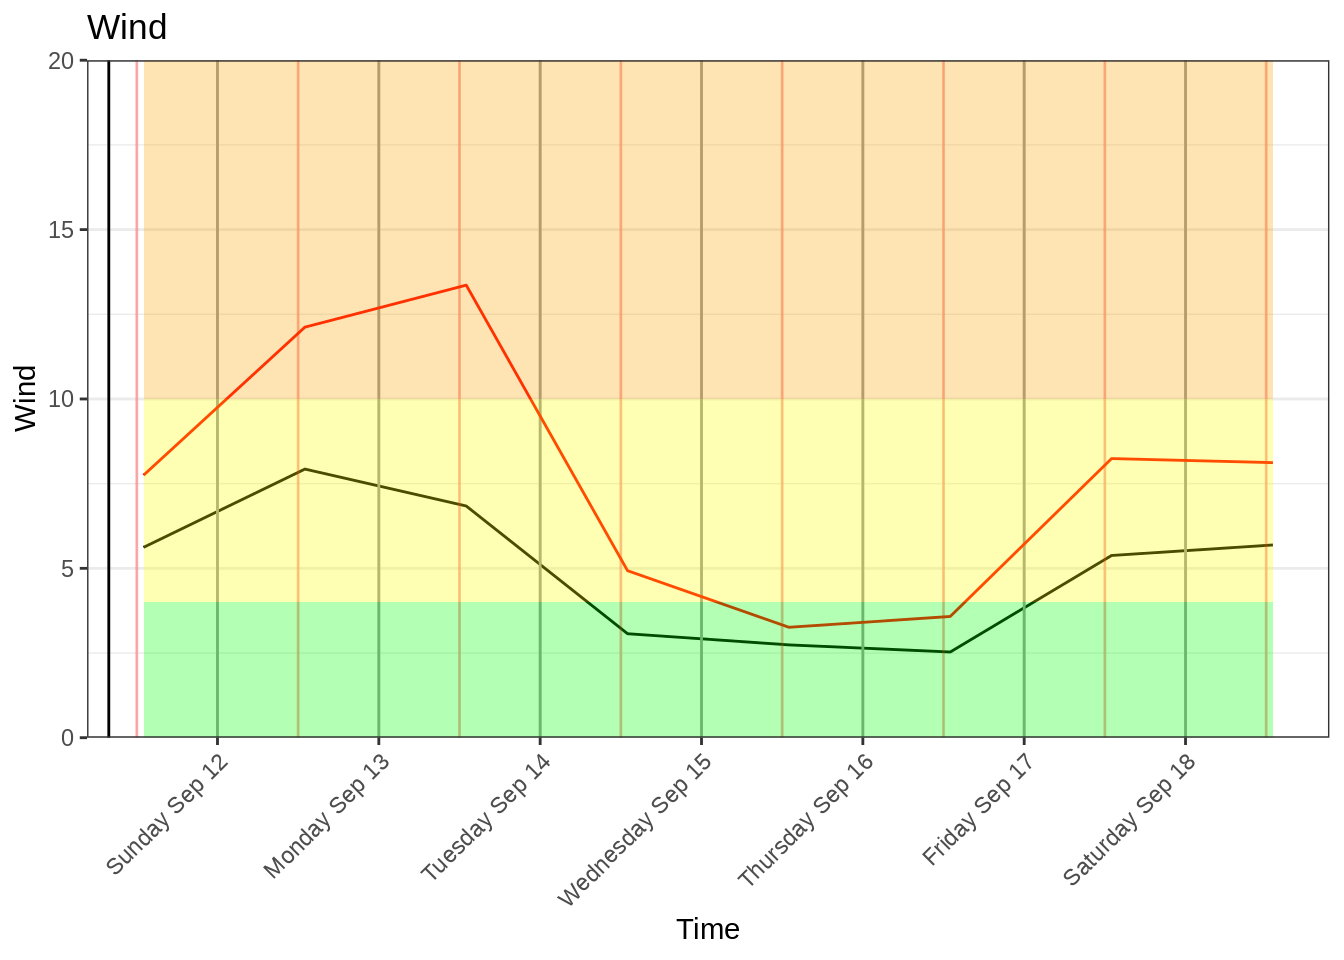 Wind
20
15
10
5
0
Wind
Sunday Sep 12
Monday Sep 13
Tuesday Sep 14
Wednesday Sep 15
Thursday Sep 16
Friday Sep 17
Saturday Sep 18
Time